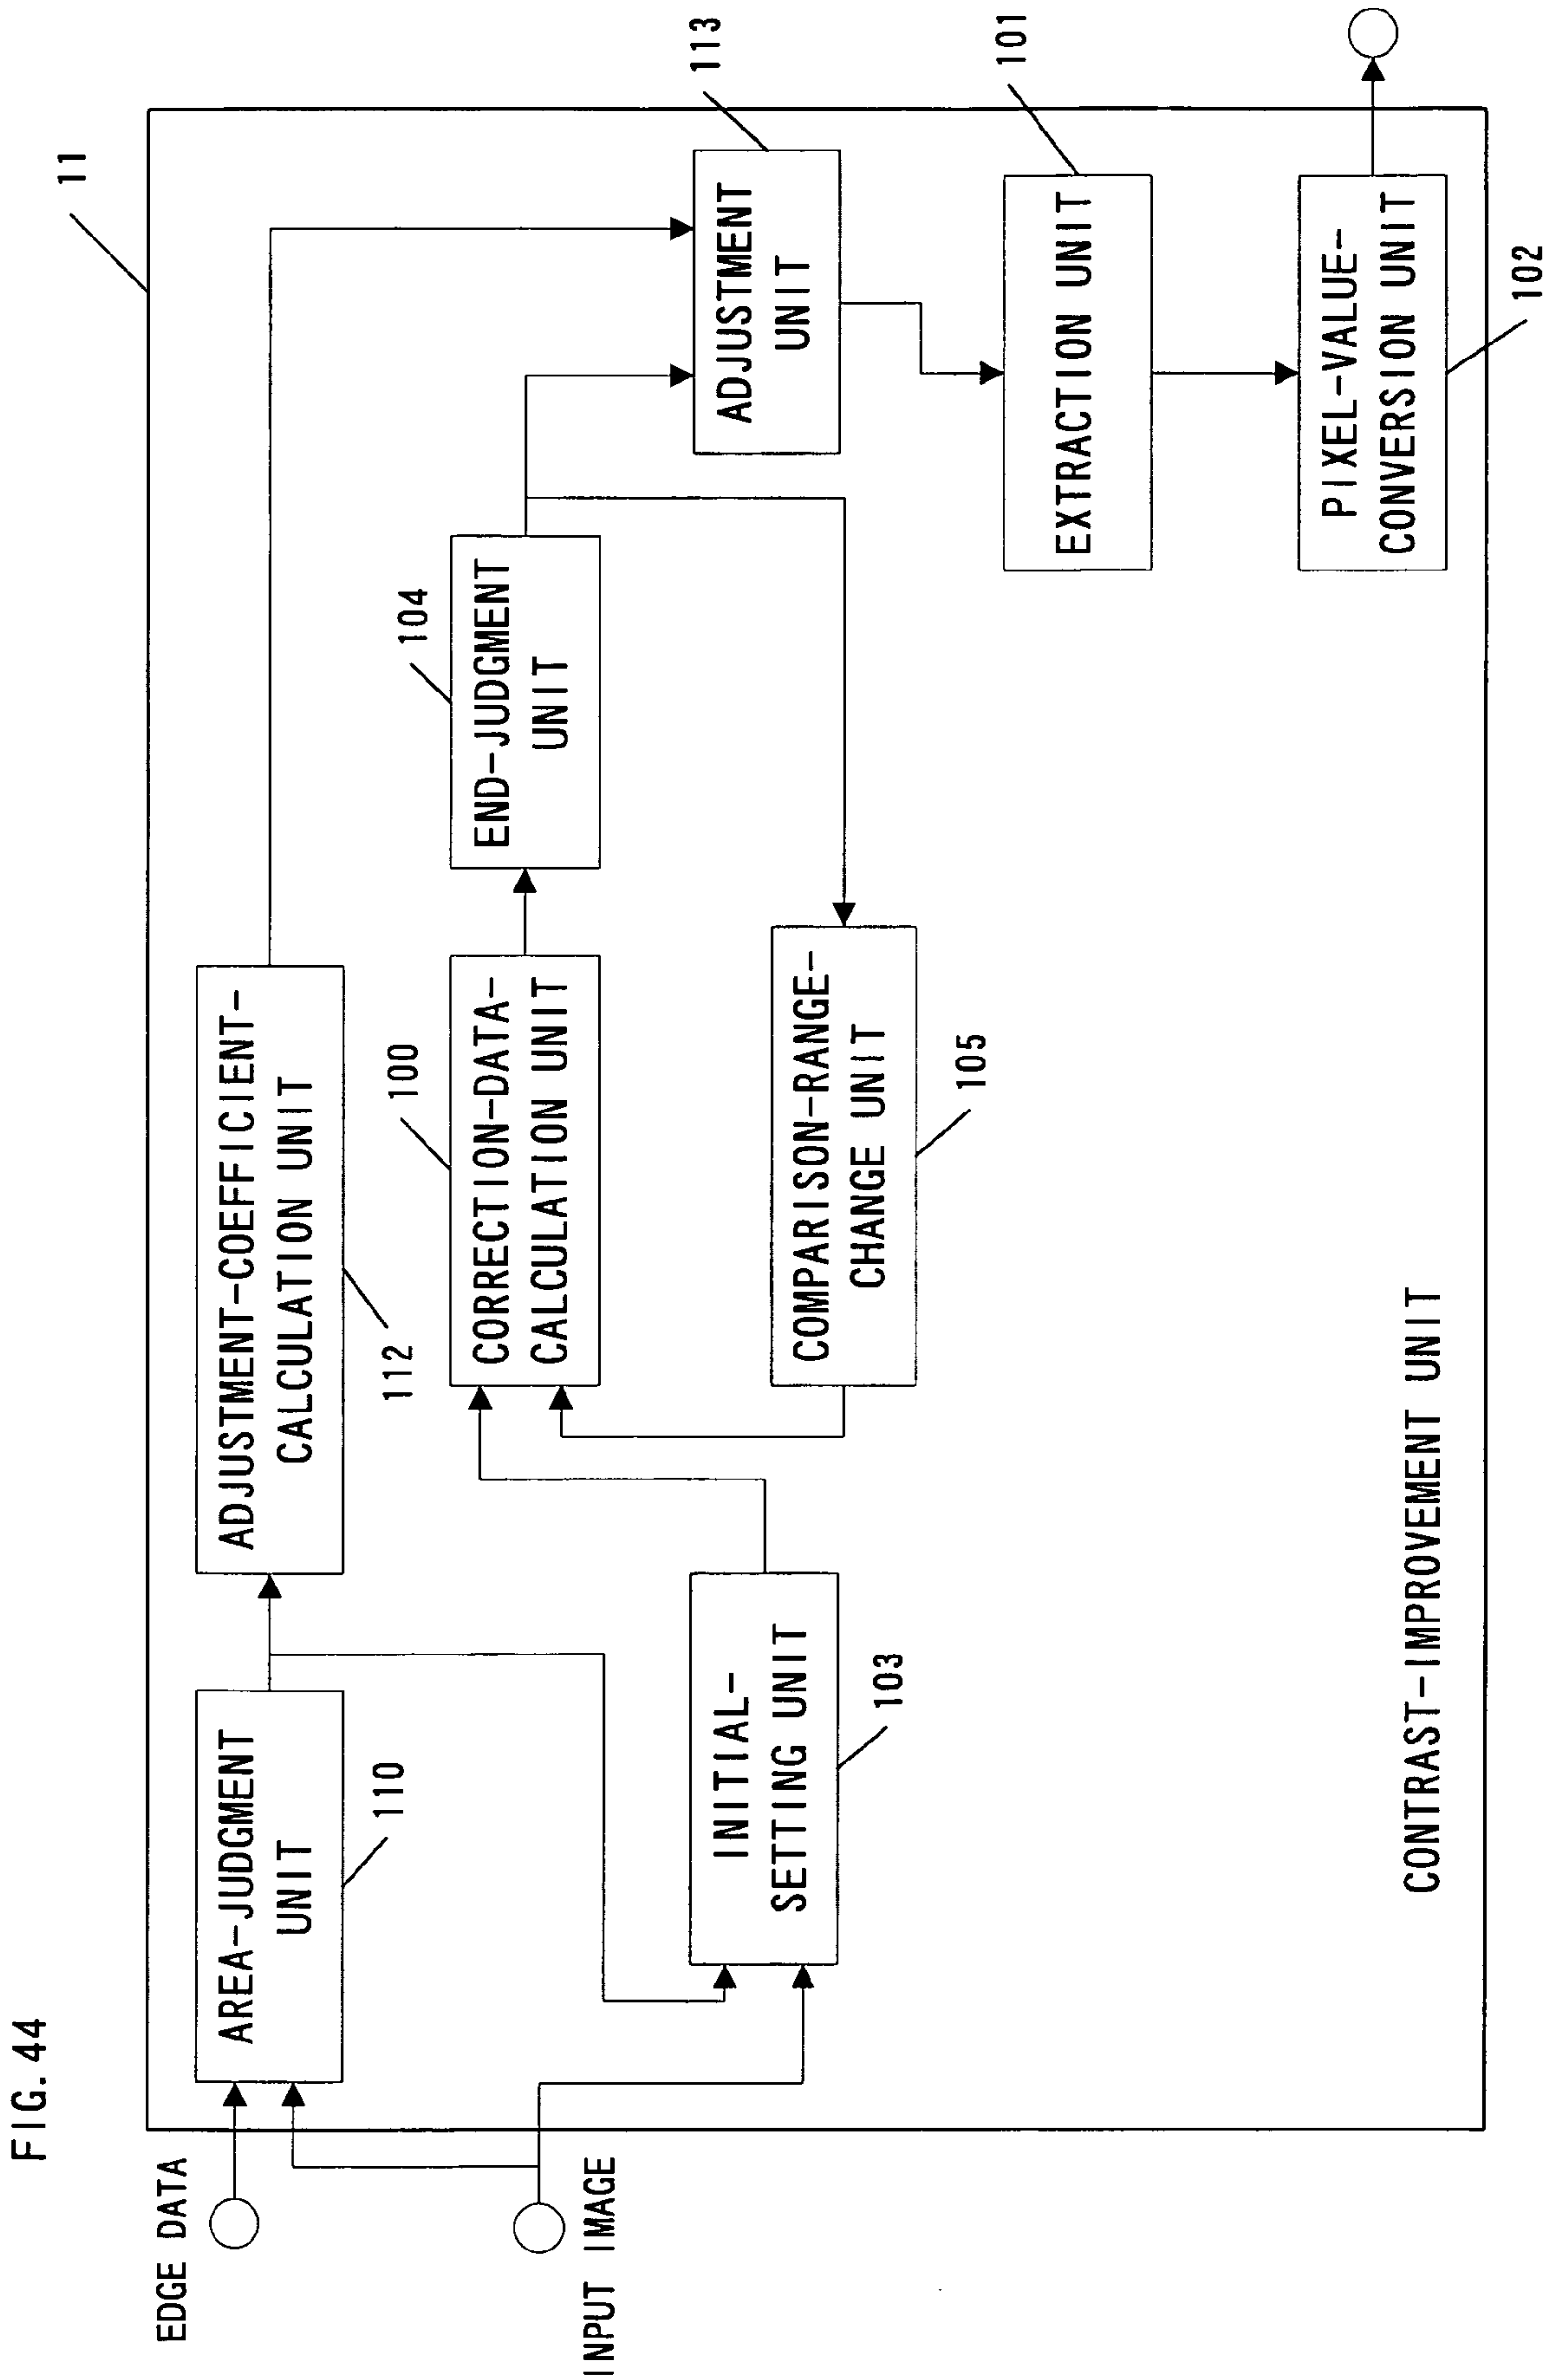 FIG. 44
11
EDGE DATA
INPUT IMAGE
AREA-JUDGMENT
UNIT
110
ADJUSTMENT-COEFFICIENT-
CALCULATION UNIT
112
INITIAL-
SETTING UNIT
103
CORRECTION-DATA-
CALCULATION UNIT
100
END-JUDGMENT
UNIT
104
COMPARISON-RANGE-
CHANGE UNIT
105
ADJUSTMENT
UNIT
113
EXTRACTION UNIT
101
PIXEL-VALUE-
CONVERSION UNIT
102
CONTRAST-IMPROVEMENT UNIT